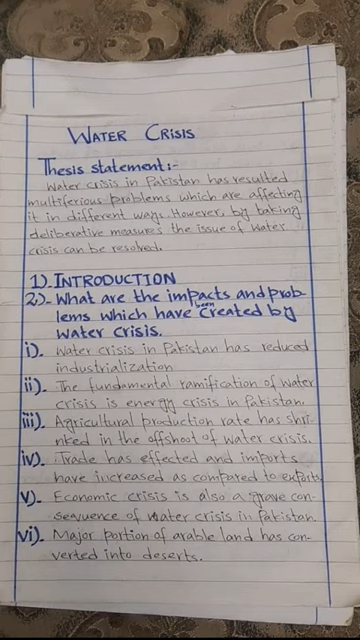 WATER CRISIS
Thesis statement:-
Water crisis in Pakistan has resulted
multiferious problems which are affecting
it in different ways. However, by taking
deliberative measures the issue of water
crisis can be resolved.
1). INTRODUCTION
2).- What are the impacts and prob-
lems which have been created by
water crisis.
i). Water crisis in Pakistan has reduced
industrialization
ii). The fundamental ramification of water
crisis is energy crisis in Pakistan.
iii). Agricultural production rate has shri-
nked in the offshoot of water crisis.
iv). Trade has effected and imports
have increased as compared to exports
v). Economic crisis is also a grave con-
sequence of water crisis in Pakistan
vi). Major portion of arable land has con-
verted into deserts.